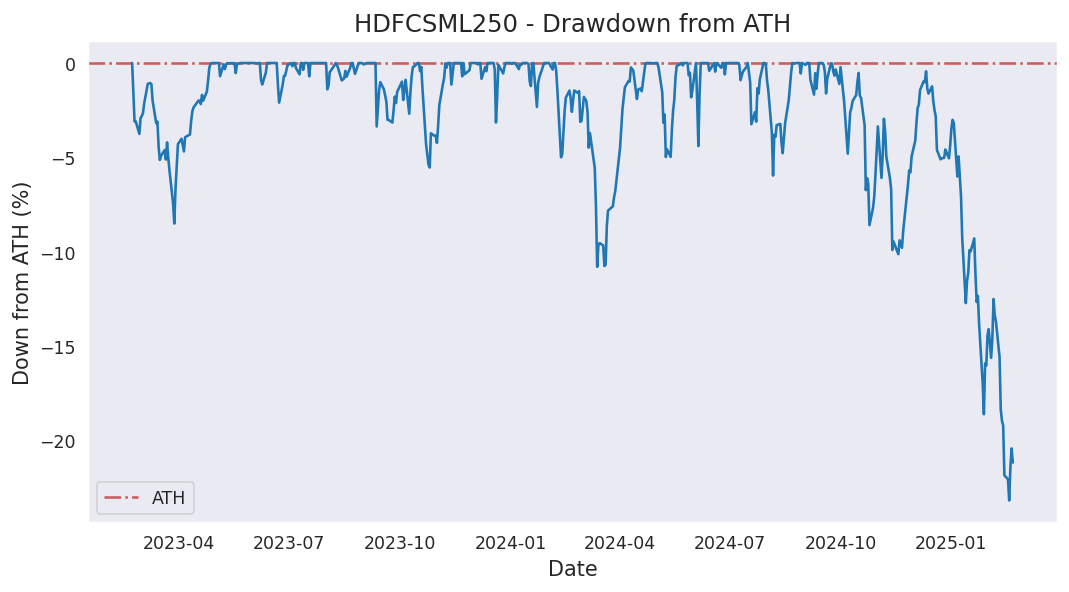 HDFCSML250 - Drawdown from ATH
Down from ATH (%)
0
−5
−10
−15
−20
ATH
2023-04 2023-07 2023-10 2024-01 2024-04 2024-07 2024-10 2025-01
Date